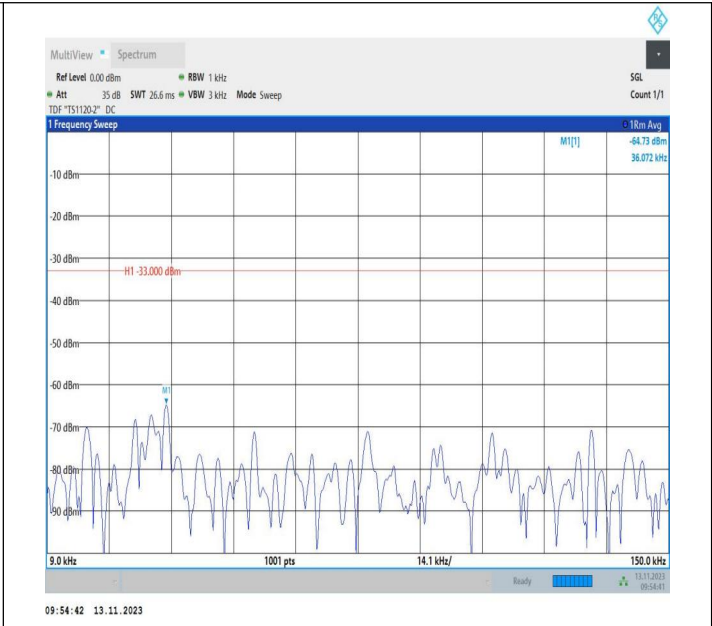 MultiView Spectrum
Ref Level 0.00 dBm RBW 1 kHz SGL
Att 35 dB SWT 26.6 ms VBW 3 kHz Mode Sweep Count 1/1
TDF "TS1120-2" DC
1 Frequency Sweep 1Rm Avg
M1[1] -64.73 dBm
36.072 kHz
-10 dBm
-20 dBm
-30 dBm
H1 -33.000 dBm
-40 dBm
-50 dBm
-60 dBm
M1
-70 dBm
-80 dBm
-90 dBm
9.0 kHz 1001 pts 14.1 kHz/ 150.0 kHz
Ready 13.11.2023
09:54:41
09:54:42 13.11.2023